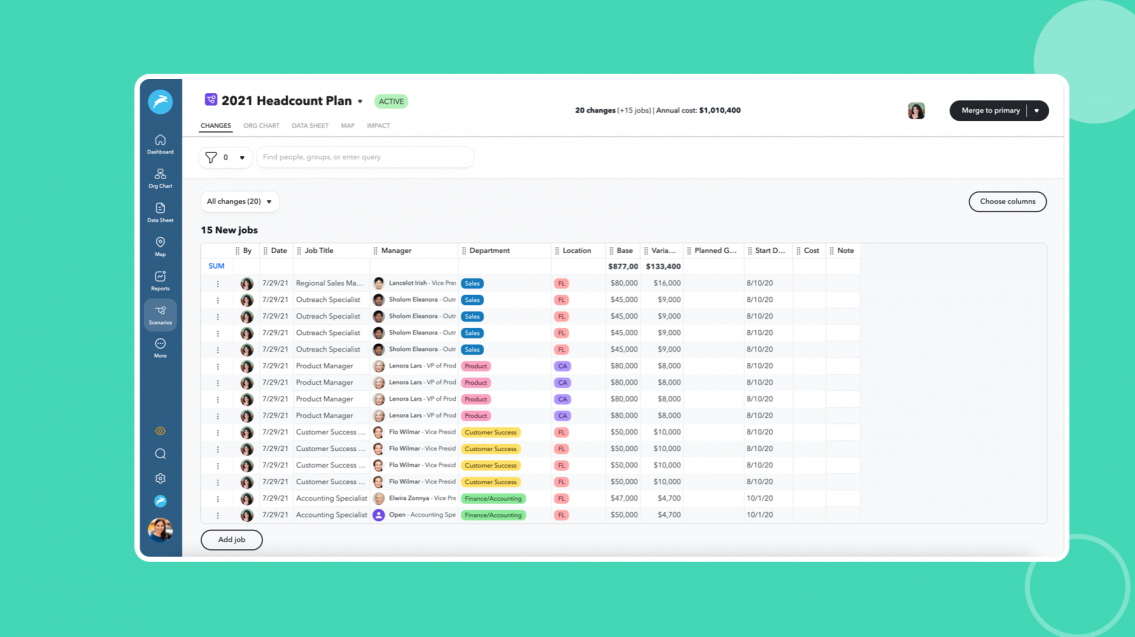 2021 Headcount Plan ACTIVE
20 changes (+15 jobs) | Annual cost: $1,010,400
Merge to primary
CHANGES ORG CHART DATA SHEET MAP IMPACT
Dashboard
Org Chart
Data Sheet
Map
Reports
Scenarios
More
0
Find people, groups, or enter query
All changes (20)
Choose columns
15 New jobs
By Date Job Title Manager Department Location Base Varia... Planned G... Start D... Cost Note
SUM $877,00 $133,400
7/29/21 Regional Sales Ma... Lancelot Irish - Vice Pre Sales FL $80,000 $16,000 8/10/20
7/29/21 Outreach Specialist Sholom Eleanora - Outr Sales FL $45,000 $9,000 8/10/20
7/29/21 Outreach Specialist Sholom Eleanora - Outr Sales FL $45,000 $9,000 8/10/20
7/29/21 Outreach Specialist Sholom Eleanora - Outr Sales FL $45,000 $9,000 8/10/20
7/29/21 Outreach Specialist Sholom Eleanora - Outr Sales FL $45,000 $9,000 8/10/20
7/29/21 Product Manager Lenora Lars - VP of Prod Product CA $80,000 $8,000 8/10/20
7/29/21 Product Manager Lenora Lars - VP of Prod Product CA $80,000 $8,000 8/10/20
7/29/21 Product Manager Lenora Lars - VP of Prod Product CA $80,000 $8,000 8/10/20
7/29/21 Product Manager Lenora Lars - VP of Prod Product CA $80,000 $8,000 8/10/20
7/29/21 Customer Success ... Flo Wilmar - Vice Presid Customer Success FL $50,000 $10,000 8/10/20
7/29/21 Customer Success ... Flo Wilmar - Vice Presid Customer Success FL $50,000 $10,000 8/10/20
7/29/21 Customer Success ... Flo Wilmar - Vice Presid Customer Success FL $50,000 $10,000 8/10/20
7/29/21 Customer Success ... Flo Wilmar - Vice Presid Customer Success FL $50,000 $10,000 8/10/20
7/29/21 Accounting Specialist Elwira Zonnya - Vice Pre Finance/Accounting FL $47,000 $4,700 10/1/20
7/29/21 Accounting Specialist Open - Accounting Spe Finance/Accounting FL $50,000 $4,700 10/1/20
Add job